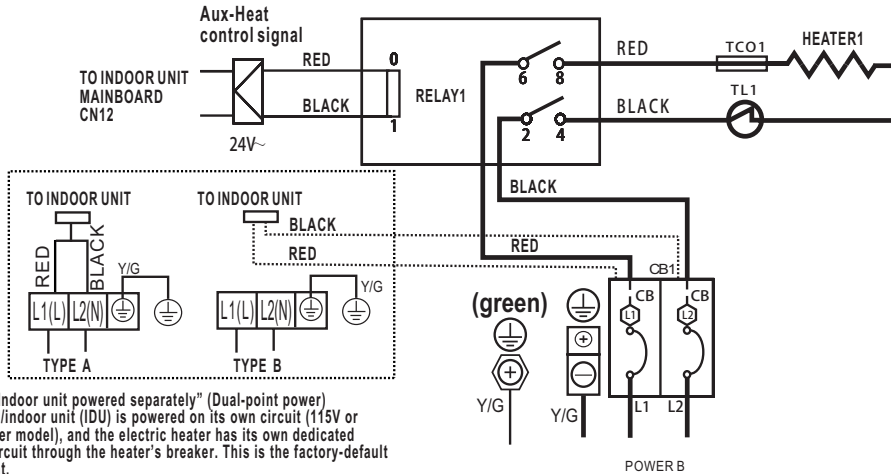 Aux-Heat
control signal
TO INDOOR UNIT
MAINBOARD
CN12
RED
BLACK
24V~
0
1
RELAY1
6
8
2
4
RED
BLACK
TCO1
HEATER1
TL1
BLACK
RED
TO INDOOR UNIT
RED
BLACK
Y/G
L1(L) L2(N)
TYPE A
TO INDOOR UNIT
BLACK
RED
Y/G
L1(L) L2(N)
TYPE B
(green)
Y/G
Y/G
CB1
CB
CB
L1
L2
L1
L2
POWER B
ndoor unit powered separately” (Dual-point power)
/indoor unit (IDU) is powered on its own circuit (115V or
er model), and the electric heater has its own dedicated
rcuit through the heater’s breaker. This is the factory-default
t.